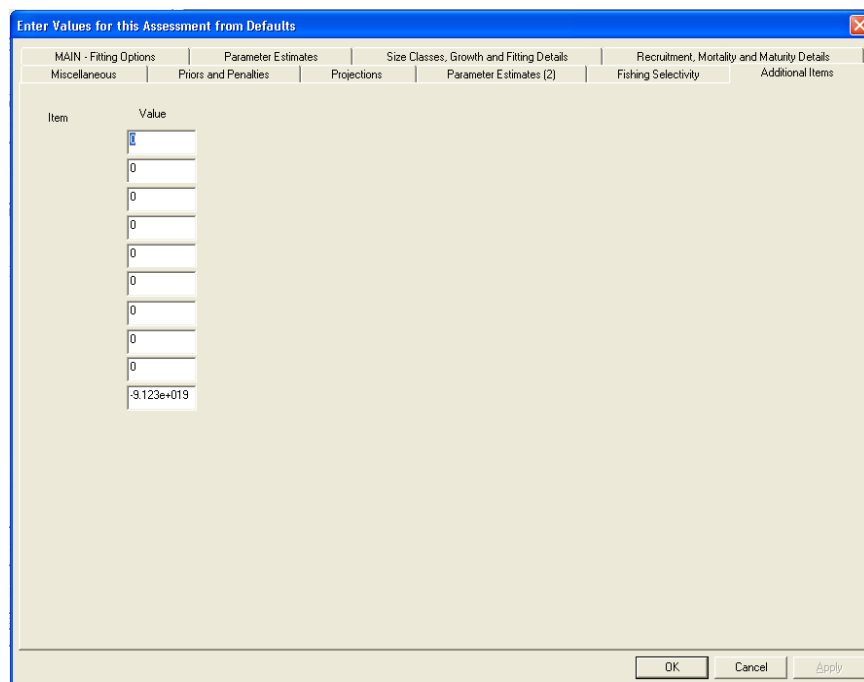 Enter Values for this Assessment from Defaults
MAIN - Fitting Options Parameter Estimates Size Classes, Growth and Fitting Details Recruitment, Mortality and Maturity Details
Miscellaneous Priors and Penalties Projections Parameter Estimates (2) Fishing Selectivity Additional Items
Item Value
0
0
0
0
0
0
0
0
0
-9.123e+019
OK Cancel Apply